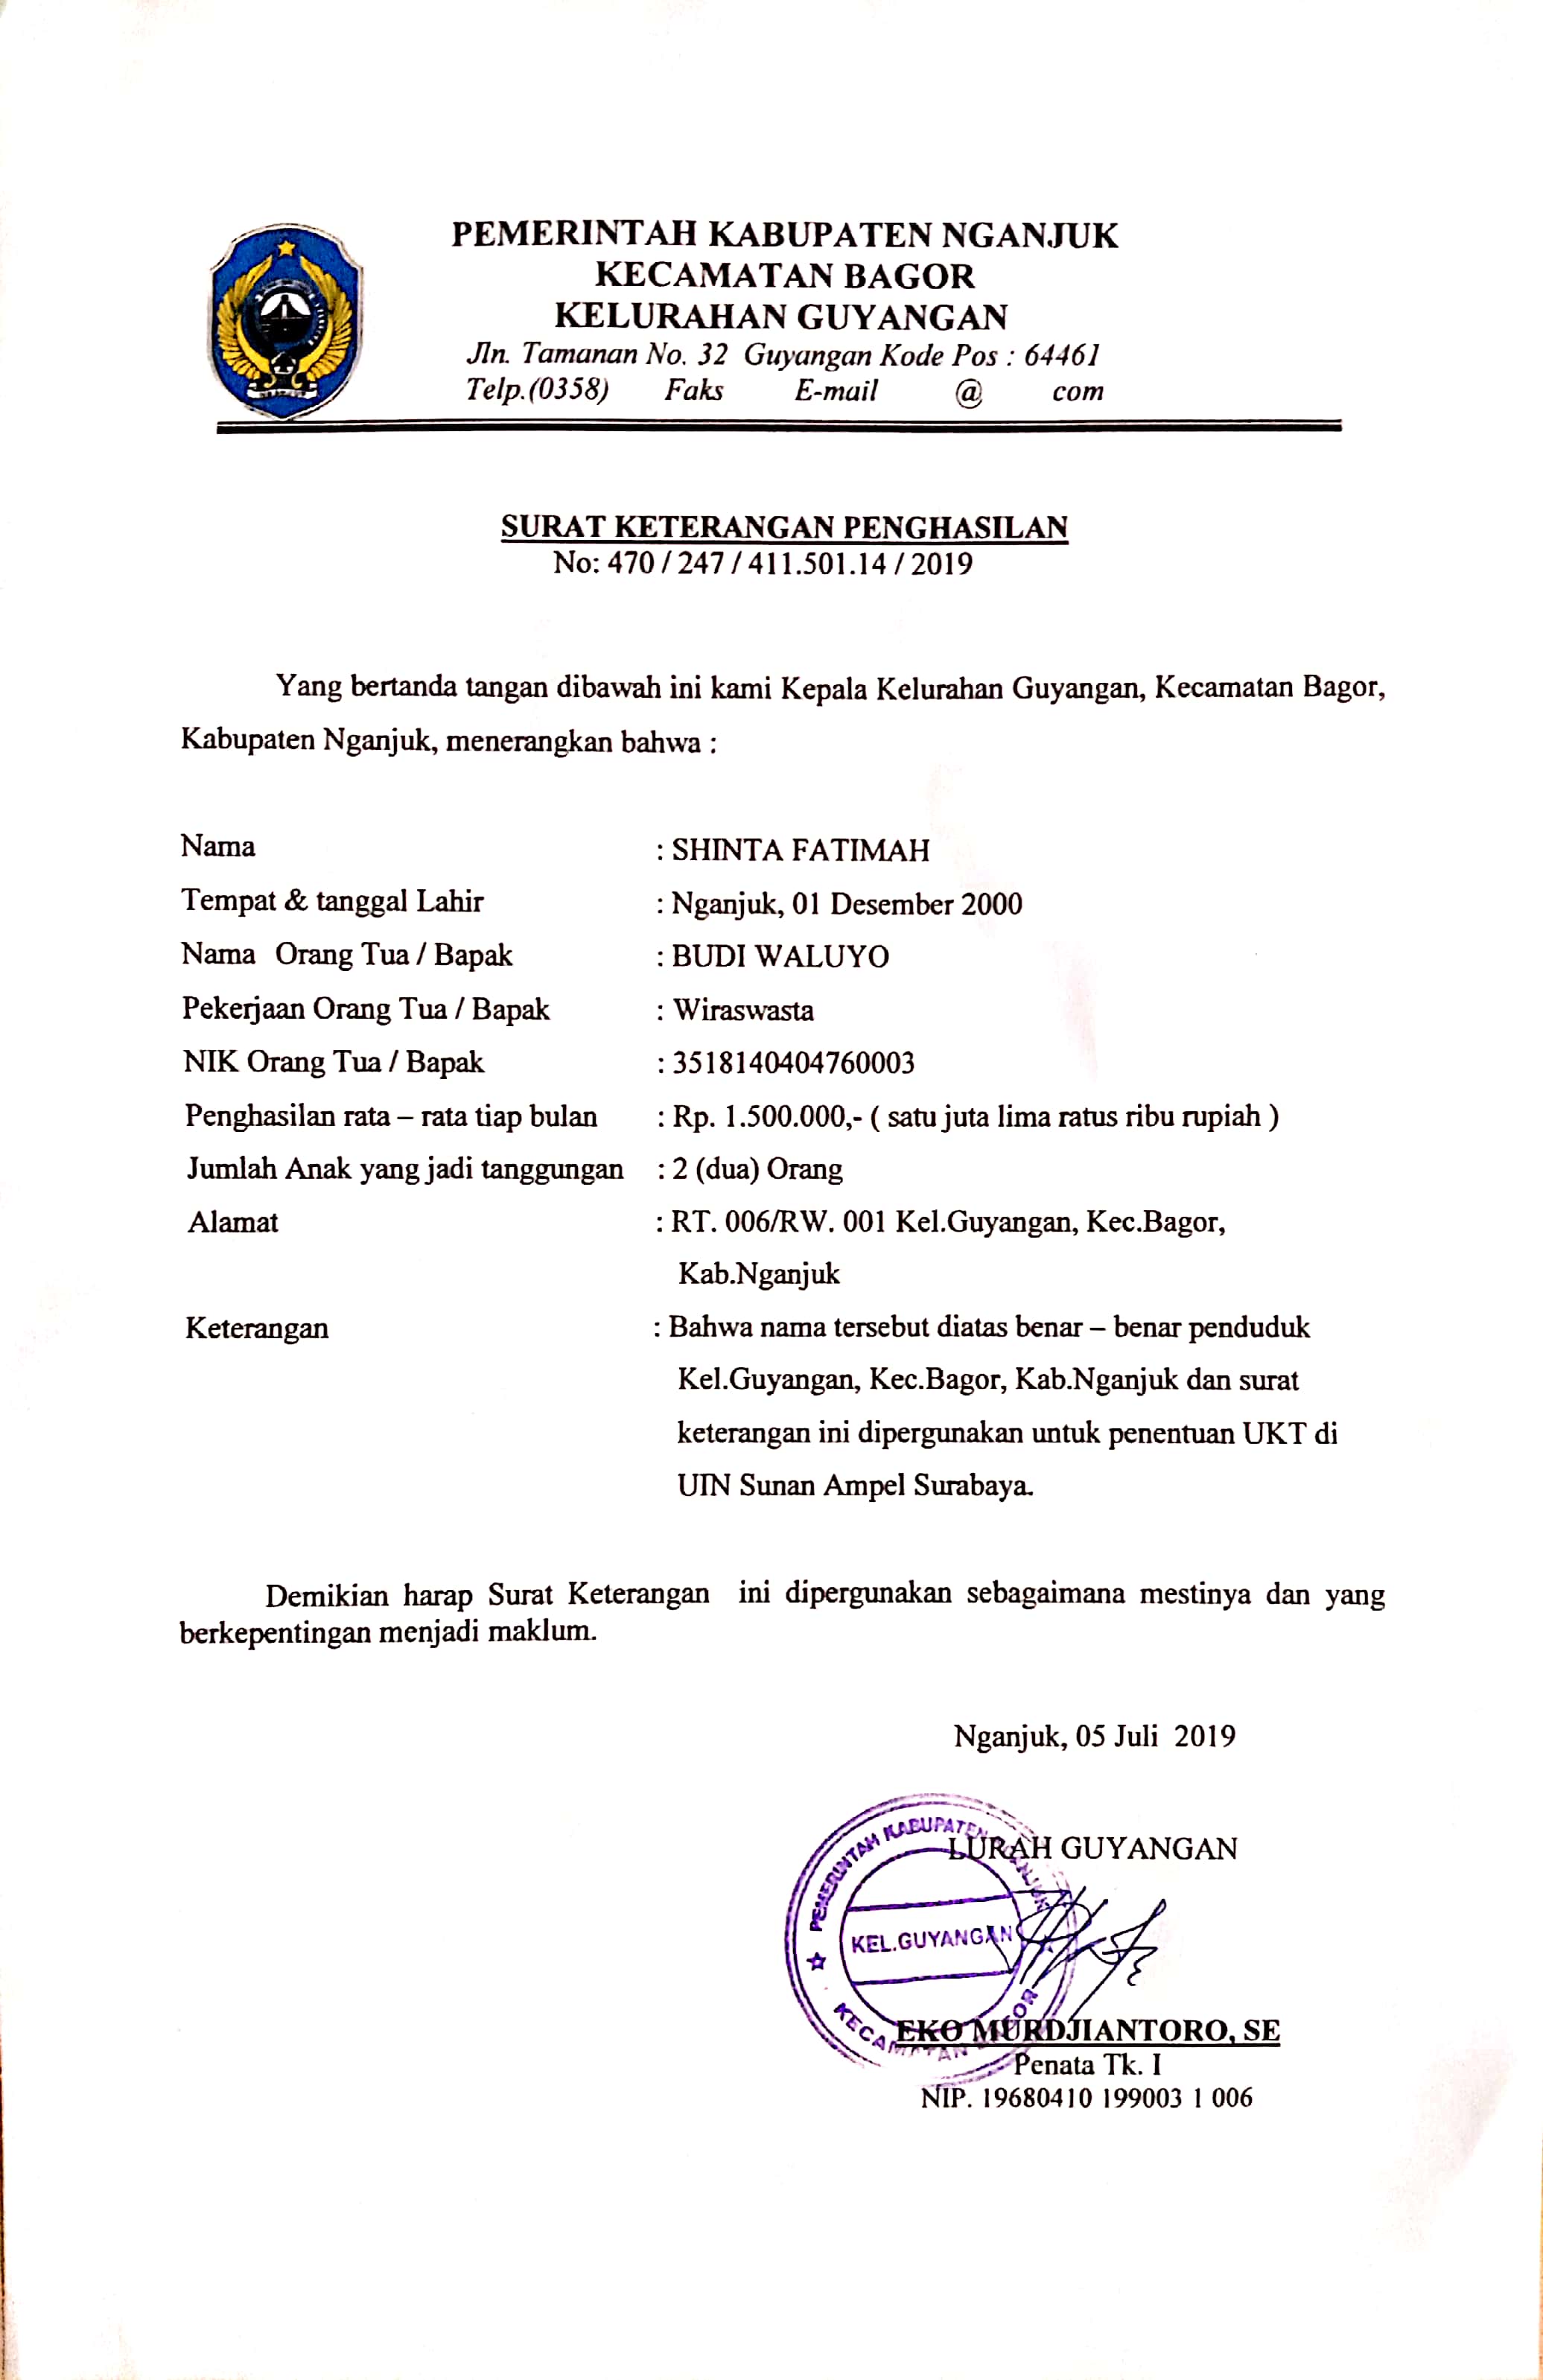 PEMERINTAH KABUPATEN NGANJUK
KECAMATAN BAGOR
KELURAHAN GUYANGAN
Jln. Tamanan No. 32 Guyangan Kode Pos : 64461
Telp.(0358) Faks E-mail @ com
SURAT KETERANGAN PENGHASILAN
No: 470 / 247 / 411.501.14 / 2019
Yang bertanda tangan dibawah ini kami Kepala Kelurahan Guyangan, Kecamatan Bagor,
Kabupaten Nganjuk, menerangkan bahwa :
Nama : SHINTA FATIMAH
Tempat & tanggal Lahir : Nganjuk, 01 Desember 2000
Nama Orang Tua / Bapak : BUDI WALUYO
Pekerjaan Orang Tua / Bapak : Wiraswasta
NIK Orang Tua / Bapak : 3518140404760003
Penghasilan rata – rata tiap bulan : Rp. 1.500.000,- ( satu juta lima ratus ribu rupiah )
Jumlah Anak yang jadi tanggungan : 2 (dua) Orang
Alamat : RT. 006/RW. 001 Kel.Guyangan, Kec.Bagor,
Kab.Nganjuk
Keterangan : Bahwa nama tersebut diatas benar – benar penduduk
Kel.Guyangan, Kec.Bagor, Kab.Nganjuk dan surat
keterangan ini dipergunakan untuk penentuan UKT di
UIN Sunan Ampel Surabaya.
Demikian harap Surat Keterangan ini dipergunakan sebagaimana mestinya dan yang
berkepentingan menjadi maklum.
Nganjuk, 05 Juli 2019
LURAH GUYANGAN
PEMERINTAH KABUPATEN NGANJUK
KEL.GUYANGAN
KECAMATAN BAGOR
EKO MURDJIANTORO, SE
Penata Tk. I
NIP. 19680410 199003 1 006